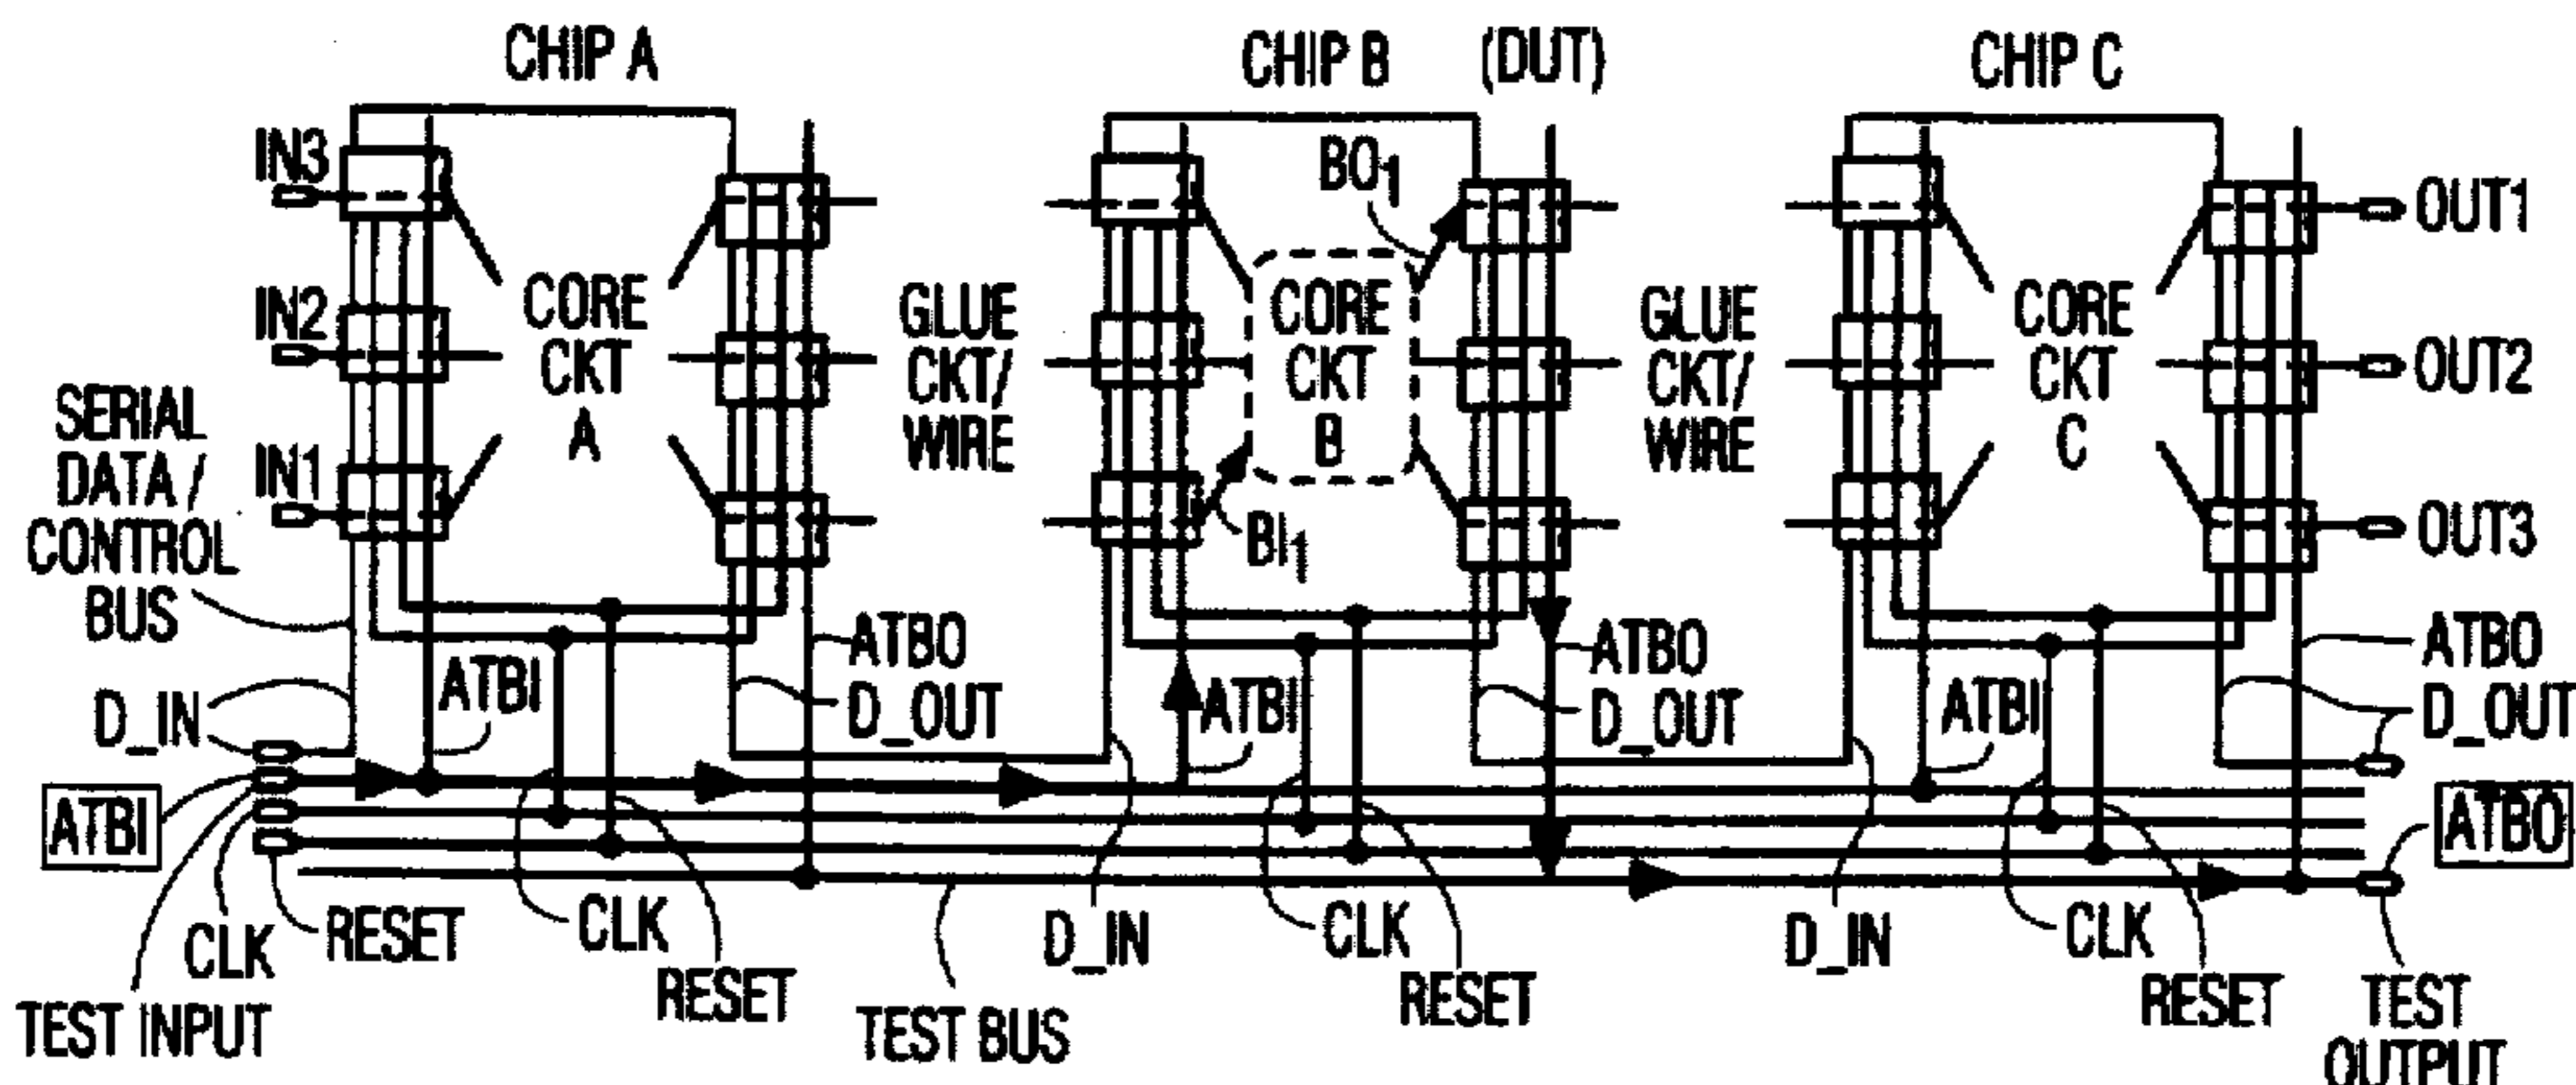 CHIP A
CHIP B (DUT)
CHIP C
IN3
IN2
IN1
CORE
CKT
A
GLUE
CKT/
WIRE
BO1
CORE
CKT
B
BI1
GLUE
CKT/
WIRE
CORE
CKT
C
OUT1
OUT2
OUT3
SERIAL
DATA /
CONTROL
BUS
D_IN
ATBI
ATBO
D_OUT
ATBI
ATBO
D_OUT
ATBI
ATBO
D_OUT
ATBI
ATBO
CLK
RESET
TEST INPUT
CLK
RESET
TEST BUS
D_IN
CLK
RESET
D_IN
CLK
RESET
TEST
OUTPUT